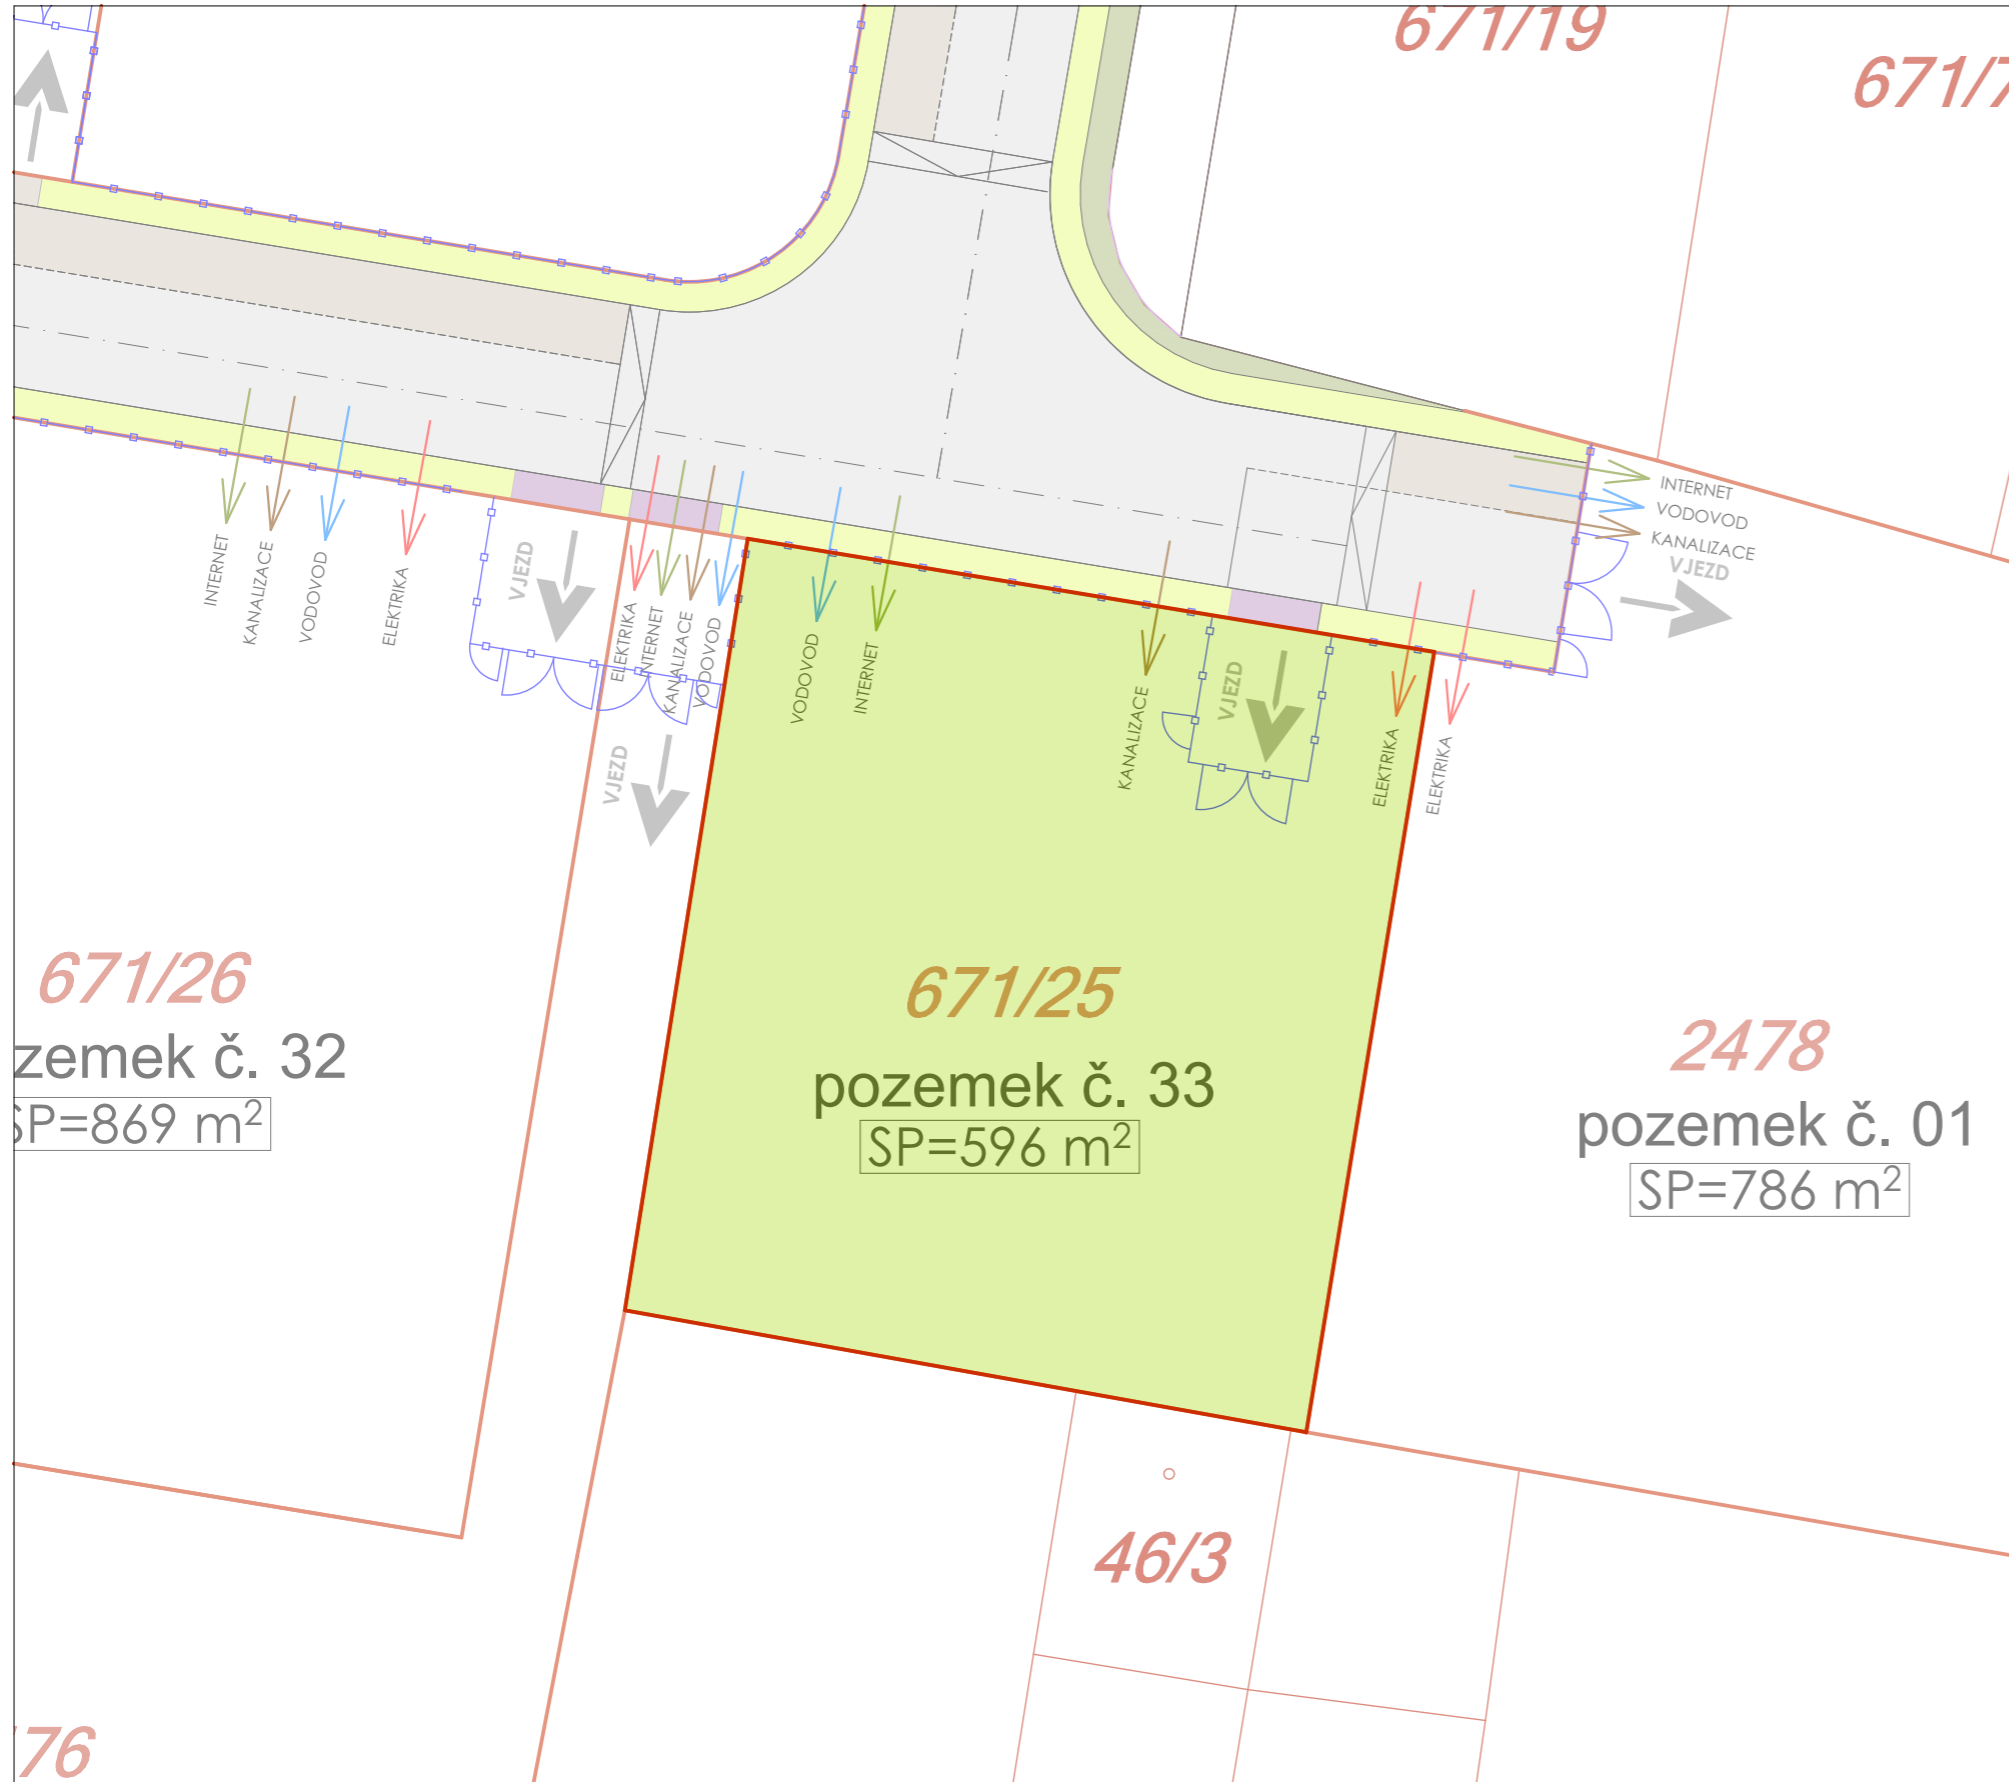 671/19
671/7
INTERNET
VODOVOD
KANALIZACE
VJEZD
INTERNET
KANALIZACE
VODOVOD
ELEKTRIKA
VJEZD
ELEKTRIKA
INTERNET
KANALIZACE
VODOVOD
VJEZD
VODOVOD
INTERNET
KANALIZACE
VJEZD
ELEKTRIKA
ELEKTRIKA
671/26
zemek č. 32
SP=869 m²
671/25
pozemek č. 33
SP=596 m²
2478
pozemek č. 01
SP=786 m²
46/3
76